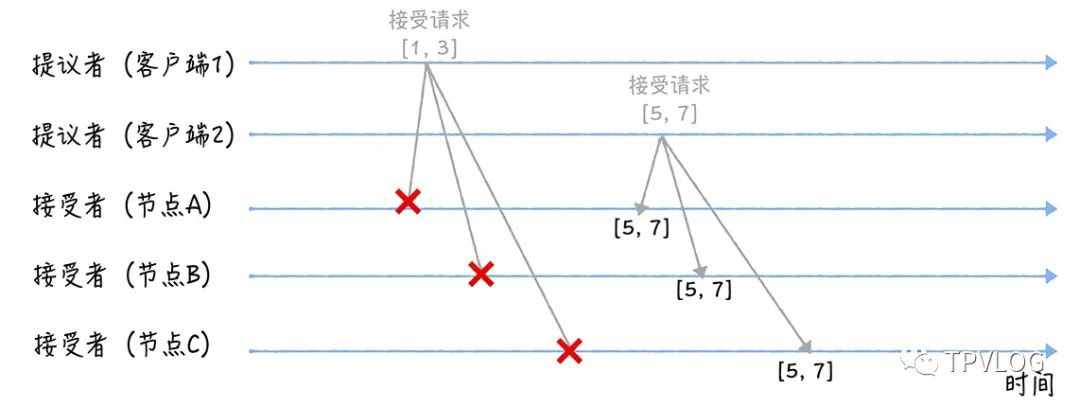 接受请求
[1, 3]
提议者（客户端1）
接受请求
[5, 7]
提议者（客户端2）
接受者（节点A）
[5, 7]
接受者（节点B）
[5, 7]
接受者（节点C）
[5, 7]
TPVLOG
时间